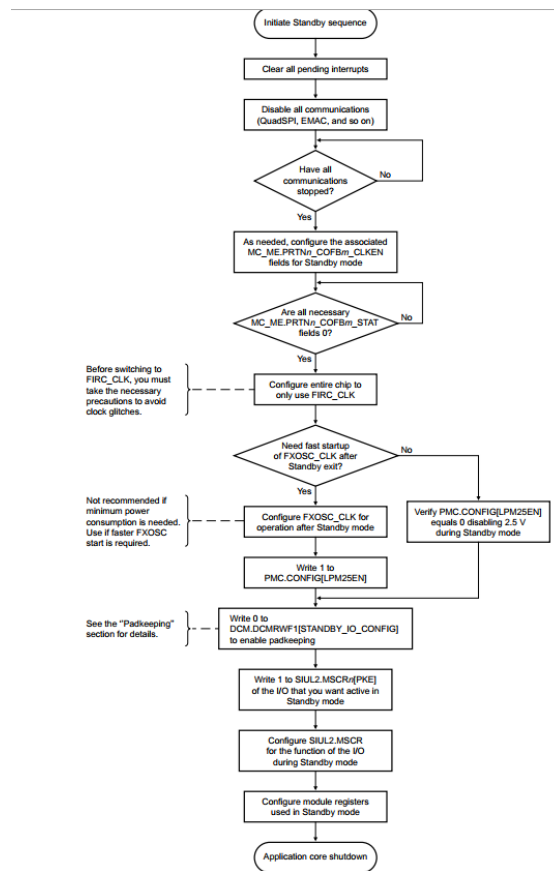 Initiate Standby sequence
Clear all pending interrupts
Disable all communications
(QuadSPI, EMAC, and so on)
Have all
communications
stopped?
No
Yes
As needed, configure the associated
MC_ME.PRTNn_COFBm_CLKEN
fields for Standby mode
Are all necessary
MC_ME.PRTNn_COFBm_STAT
fields 0?
No
Yes
Before switching to
FIRC_CLK, you must
take the necessary
precautions to avoid
clock glitches.
Configure entire chip to
only use FIRC_CLK
Need fast startup
of FXOSC_CLK after
Standby exit?
No
Yes
Not recommended if
minimum power
consumption is needed.
Use if faster FXOSC
start is required.
Configure FXOSC_CLK for
operation after Standby mode
Verify PMC.CONFIG[LPM25EN]
equals 0 disabling 2.5 V
during Standby mode
Write 1 to
PMC.CONFIG[LPM25EN]
See the "Padkeeping"
section for details.
Write 0 to
DCM.DCMRWF1[STANDBY_IO_CONFIG]
to enable padkeeping
Write 1 to SIUL2.MSCRn[PKE]
of the I/O that you want active in
Standby mode
Configure SIUL2.MSCR
for the function of the I/O
during Standby mode
Configure module registers
used in Standby mode
Application core shutdown